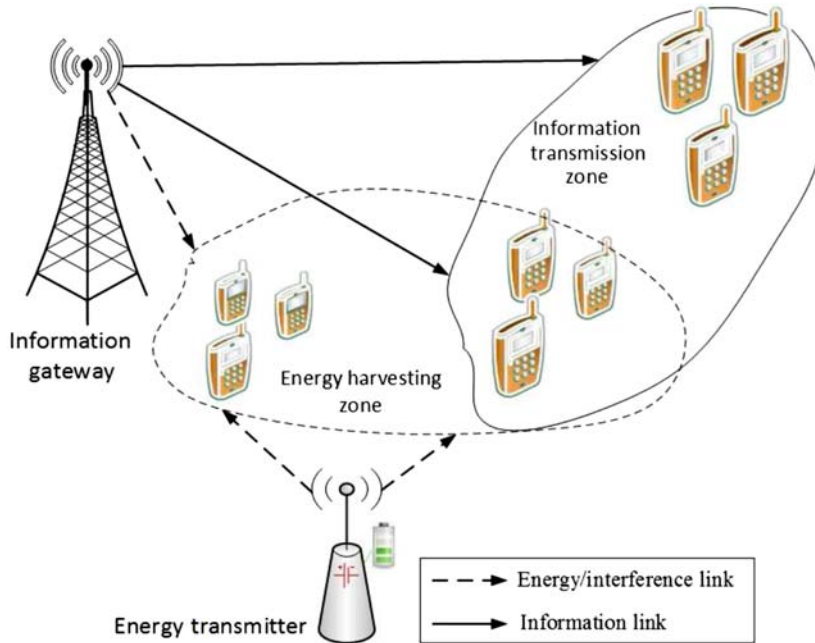 Information
transmission
zone
Information
gateway
Energy harvesting
zone
Energy transmitter
Energy/interference link
Information link